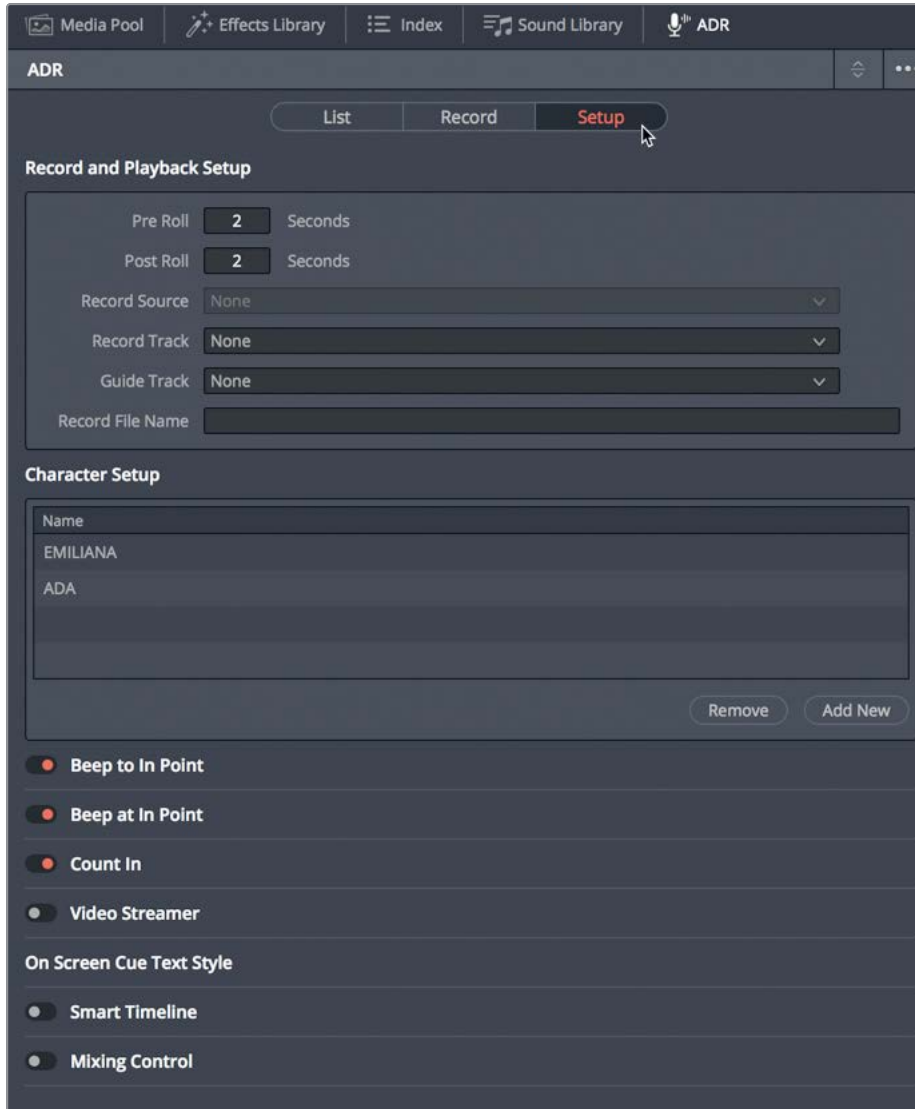 Media Pool Effects Library Index Sound Library ADR
ADR
List Record Setup
Record and Playback Setup
Pre Roll 2 Seconds
Post Roll 2 Seconds
Record Source None
Record Track None
Guide Track None
Record File Name
Character Setup
Name
EMILIANA
ADA
Remove Add New
Beep to In Point
Beep at In Point
Count In
Video Streamer
On Screen Cue Text Style
Smart Timeline
Mixing Control